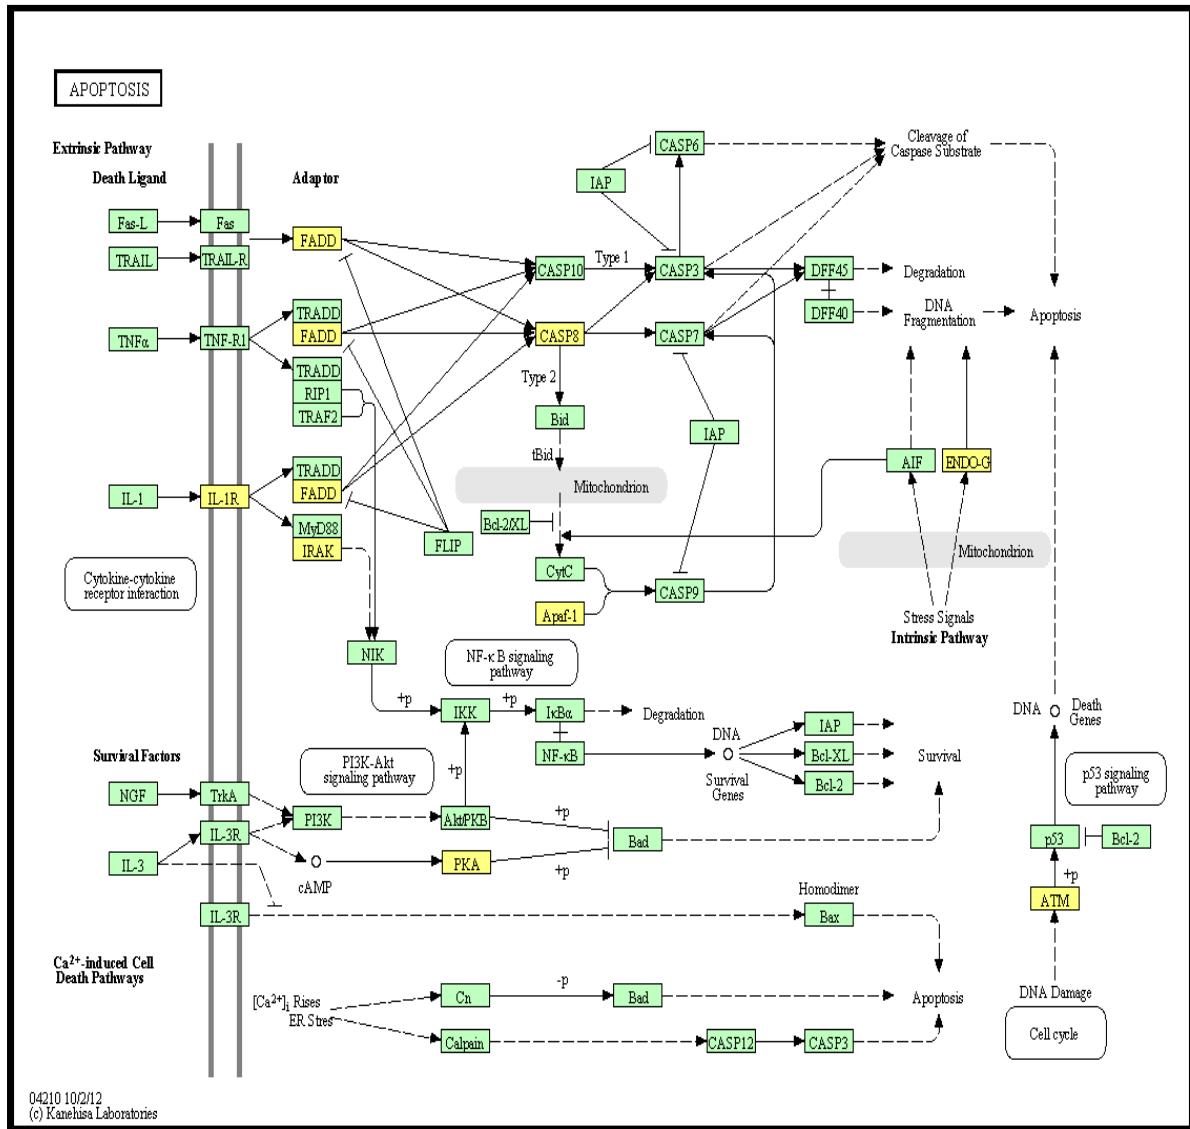 APOPTOSIS
Extrinsic Pathway
Death Ligand
Adaptor
CASP6
Cleavage of
Caspase Substrate
IAP
Fas-L
Fas
FADD
TRAIL
TRAIL-R
CASP10
Type 1
CASP3
DFF45
Degradation
TRADD
DFF40
DNA
Fragmentation
Apoptosis
TNFα
TNF-R1
FADD
CASP8
CASP7
TRADD
RIP1
TRAF2
Type 2
Bid
IAP
tBid
TRADD
AIF
ENDO-G
IL-1
IL-1R
FADD
Mitochondrion
MyD88
IRAK
Bcl-2/XL
FLIP
Mitochondrion
Cytokine-cytokine
receptor interaction
CytC
CASP9
Apaf-1
Stress Signals
Intrinsic Pathway
NIK
NF-κB signaling
pathway
+p
+p
IKK
IκBα
Degradation
DNA
IAP
DNA
Death
Genes
NF-κB
Bcl-XL
Survival
Survival Factors
PI3K-Akt
signaling pathway
+p
Survival
Genes
Bcl-2
p53 signaling
pathway
NGF
TrkA
PI3K
Akt/PKB
+p
IL-3R
Bad
p53
Bcl-2
IL-3
cAMP
PKA
+p
+p
Homodimer
ATM
IL-3R
Bax
Ca2+-induced Cell
Death Pathways
[Ca2+]i Rises
ER Stres
Cn
-p
Bad
Apoptosis
DNA Damage
Calpain
CASP12
CASP3
Cell cycle
04210 10/2/12
(c) Kanehisa Laboratories